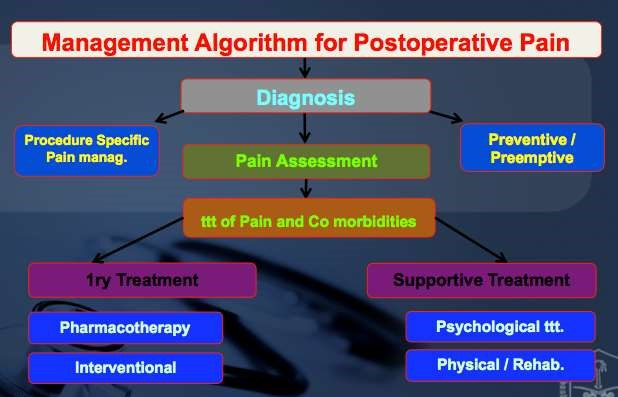 Management Algorithm for Postoperative Pain
Diagnosis
Procedure Specific
Pain manag.
Preventive /
Preemptive
Pain Assessment
ttt of Pain and Co morbidities
1ry Treatment
Supportive Treatment
Pharmacotherapy
Psychological ttt.
Interventional
Physical / Rehab.